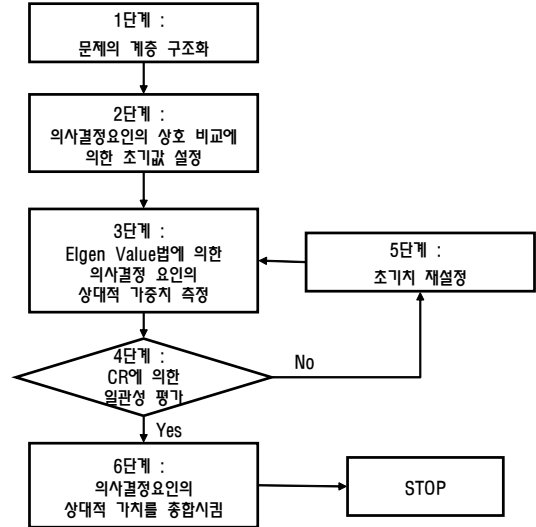 1단계 :
문제의 계층 구조화
2단계 :
의사결정요인의 상호 비교에
의한 초기값 설정
3단계 :
EIgen Value법에 의한
의사결정 요인의
상대적 가중치 측정
5단계 :
초기치 재설정
4단계 :
CR에 의한
일관성 평가
No
Yes
6단계 :
의사결정요인의
상대적 가치를 종합시킴
STOP